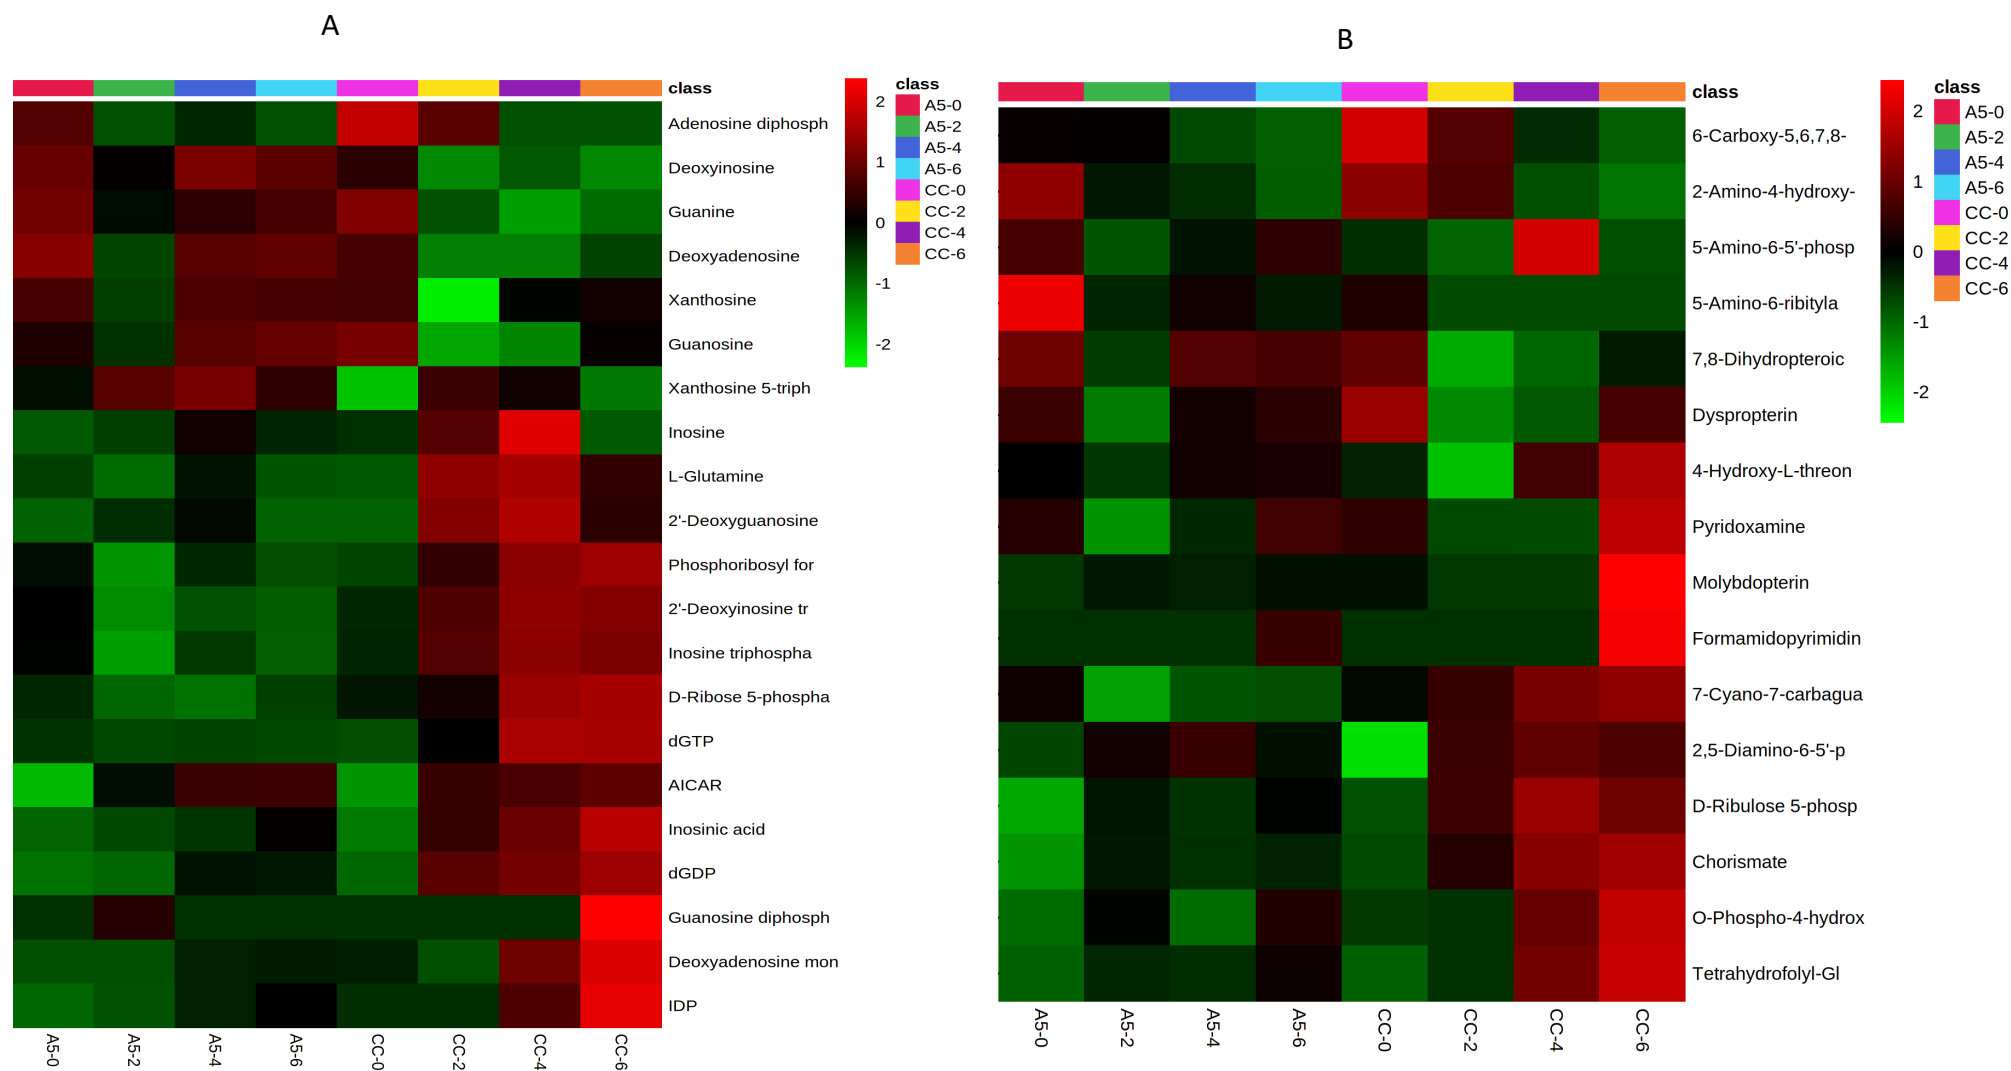 A
class
Adenosine diphosph
Deoxyinosine
Guanine
Deoxyadenosine
Xanthosine
Guanosine
Xanthosine 5-triph
Inosine
L-Glutamine
2'-Deoxyguanosine
Phosphoribosyl for
2'-Deoxyinosine tr
Inosine triphospha
D-Ribose 5-phospha
dGTP
AICAR
Inosinic acid
dGDP
Guanosine diphosph
Deoxyadenosine mon
IDP
A5-0
A5-2
A5-4
A5-6
CC-0
CC-2
CC-4
CC-6
2
1
0
-1
-2
class
A5-0
A5-2
A5-4
A5-6
CC-0
CC-2
CC-4
CC-6
B
class
6-Carboxy-5,6,7,8-
2-Amino-4-hydroxy-
5-Amino-6-5'-phosp
5-Amino-6-ribityla
7,8-Dihydropteroic
Dyspropterin
4-Hydroxy-L-threon
Pyridoxamine
Molybdopterin
Formamidopyrimidin
7-Cyano-7-carbagua
2,5-Diamino-6-5'-p
D-Ribulose 5-phosp
Chorismate
O-Phospho-4-hydrox
Tetrahydrofolyl-Gl
A5-0
A5-2
A5-4
A5-6
CC-0
CC-2
CC-4
CC-6
2
1
0
-1
-2
class
A5-0
A5-2
A5-4
A5-6
CC-0
CC-2
CC-4
CC-6